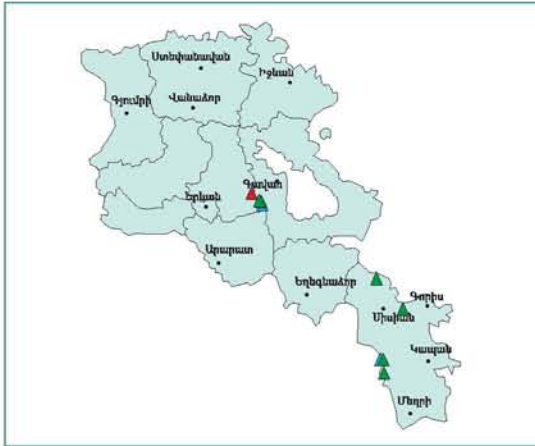 Ստեփանավան
Իջևան
Գյումրի
Վանաձոր
Գավառ
Երևան
Արարատ
Եղեգնաձոր
Գորիս
Սիսիան
Կապան
Մեղրի